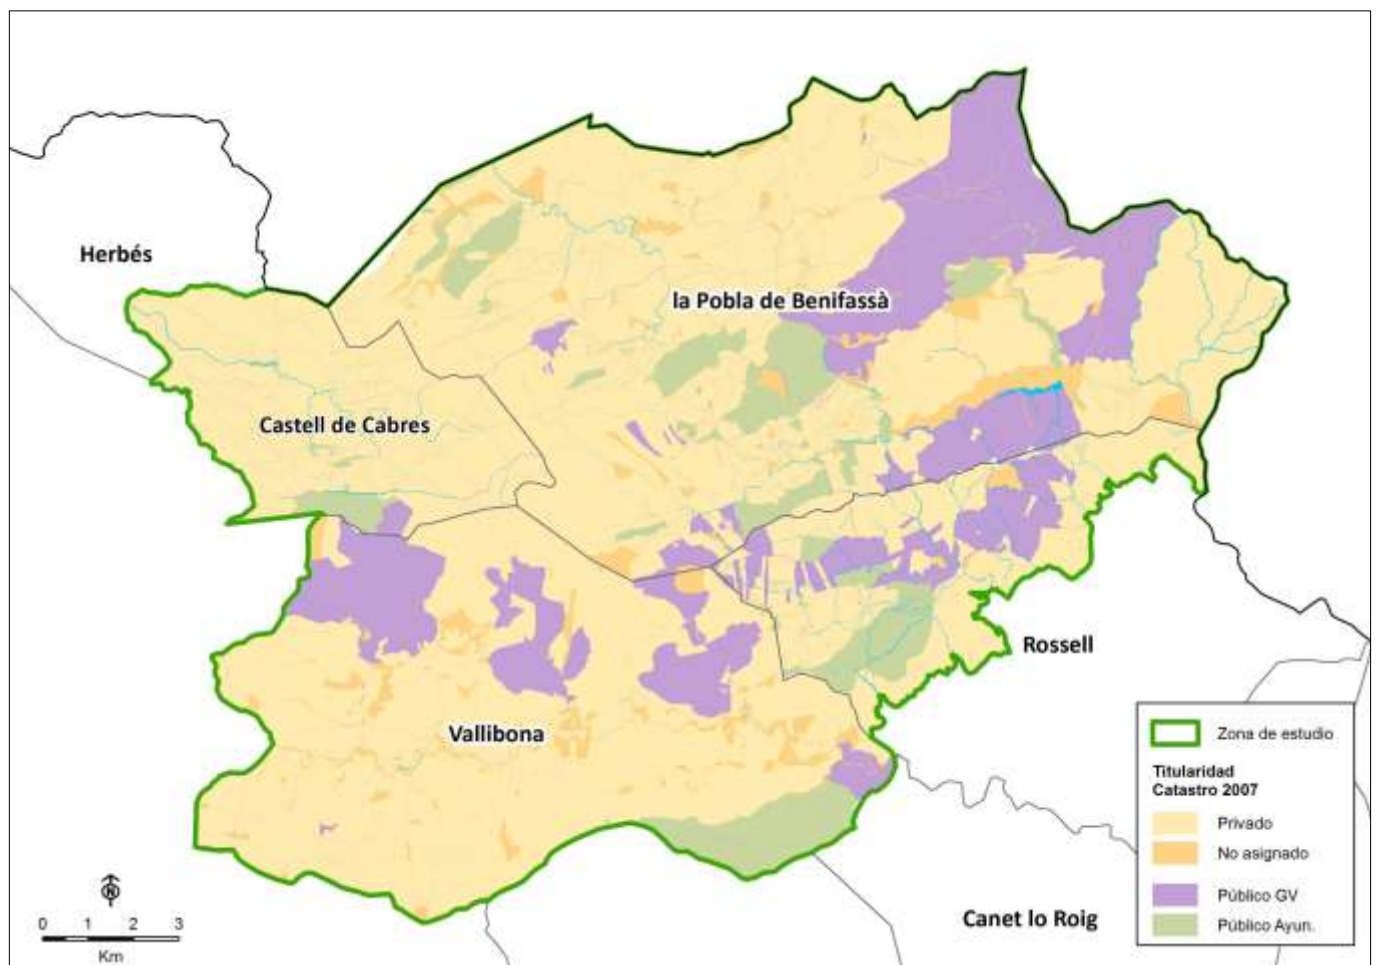 Herbés
la Pobla de Benifassà
Castell de Cabres
Rossell
Vallibona
Canet lo Roig
Zona de estudio
Titularidad
Catastro 2007
Privado
No asignado
Público GV
Público Ayun.
N
0 1 2 3
Km